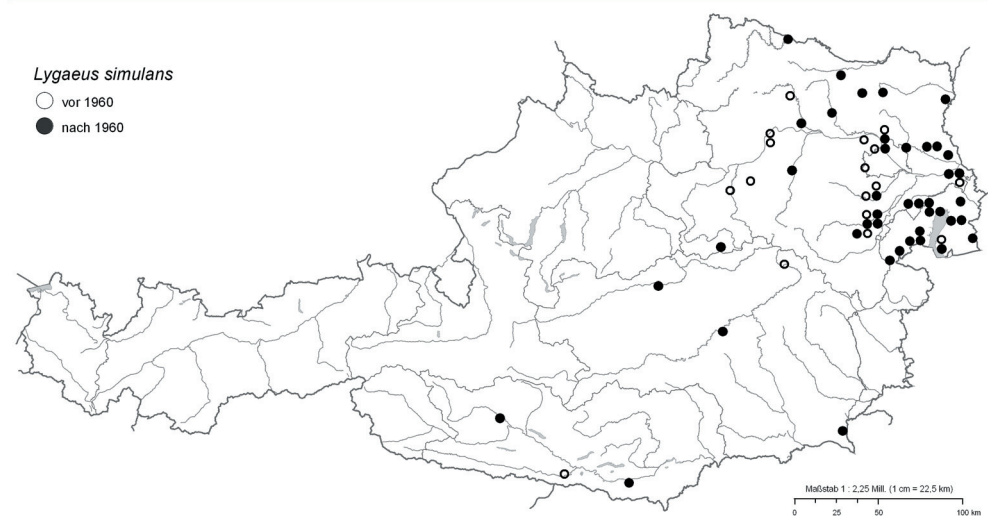 Lygaeus simulans
vor 1960
nach 1960
Maßstab 1 : 2,25 Mill. (1 cm = 22,5 km)
0 25 50 100 km